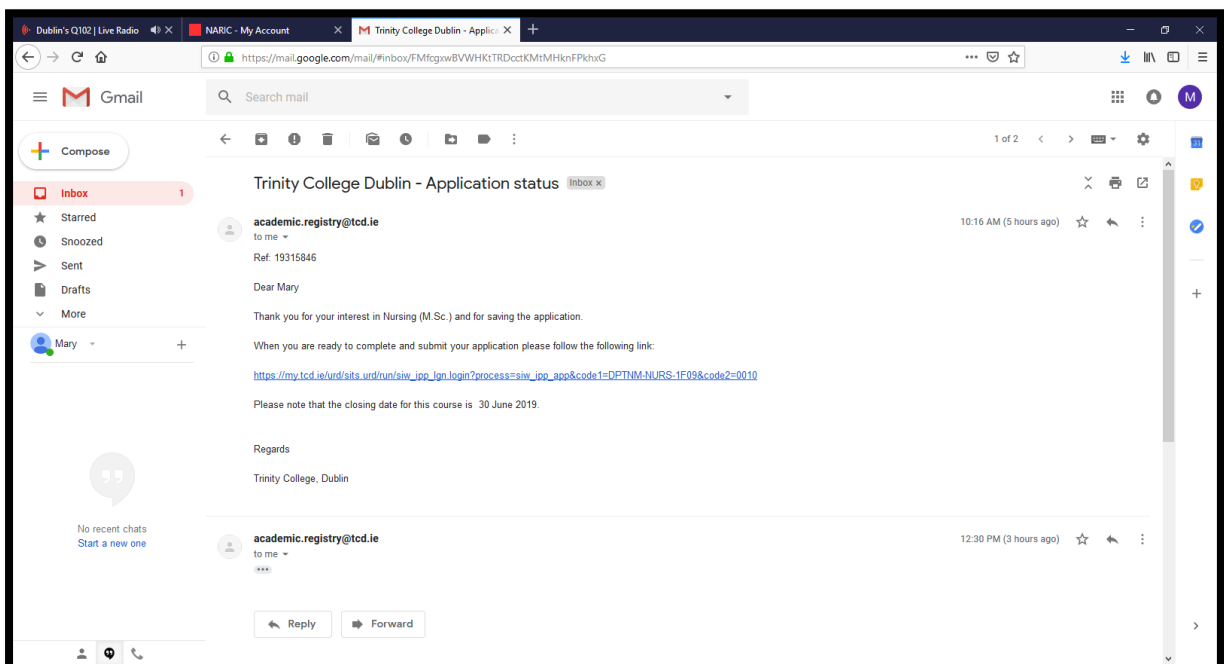 Dublin's Q102 | Live Radio
NARIC - My Account
Trinity College Dublin - Applica
https://mail.google.com/mail/#inbox/FMfcgxwBVWHKtTRDcctKMtMHknFPkhxG
Gmail
Search mail
M
Compose
1 of 2
Inbox 1
Starred
Snoozed
Sent
Drafts
More
Mary
No recent chats
Start a new one
Trinity College Dublin - Application status Inbox x
academic.registry@tcd.ie 10:16 AM (5 hours ago)
to me
Ref: 19315846
Dear Mary
Thank you for your interest in Nursing (M.Sc.) and for saving the application.
When you are ready to complete and submit your application please follow the following link:
https://my.tcd.ie/urd/sits.urd/run/siw_ipp_lgn.login?process=siw_ipp_app&code1=DPTNM-NURS-1F09&code2=0010
Please note that the closing date for this course is 30 June 2019.
Regards
Trinity College, Dublin
academic.registry@tcd.ie 12:30 PM (3 hours ago)
to me
Reply Forward